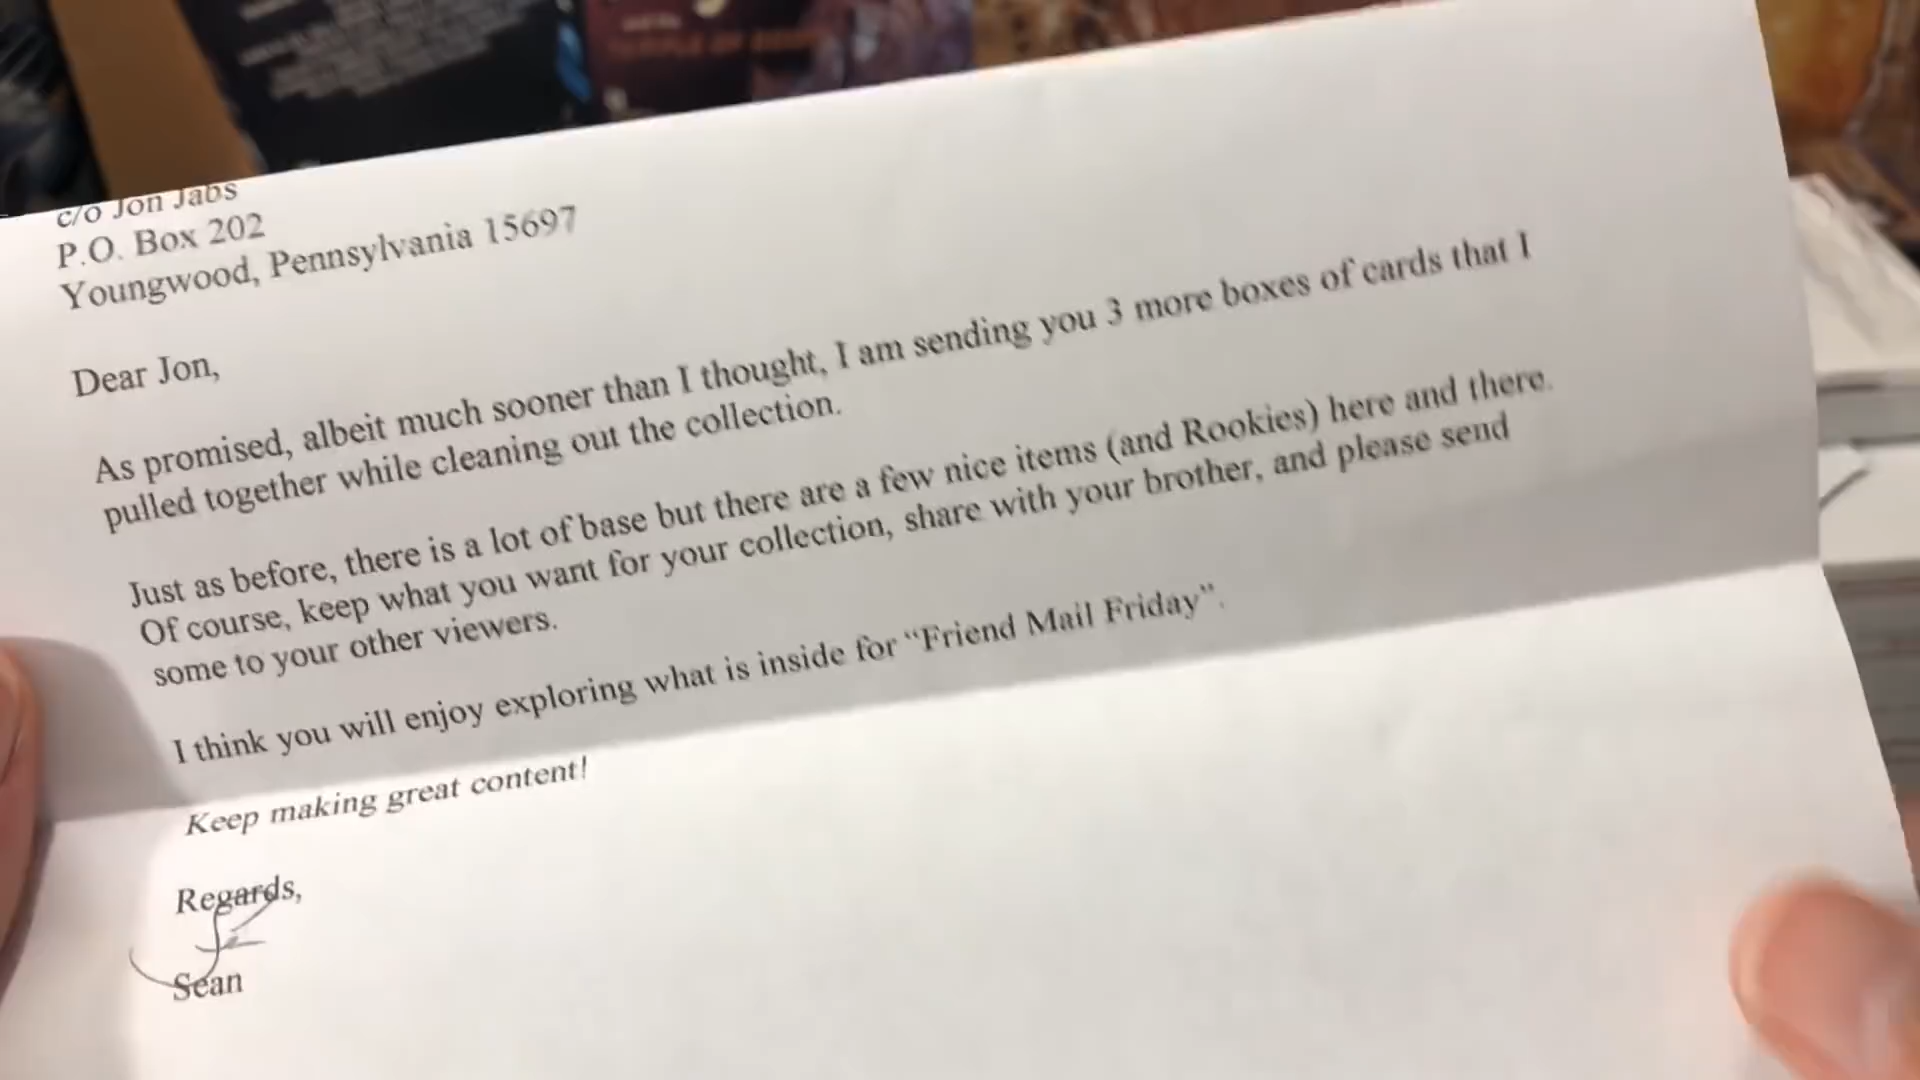 c/o Jon Jabs
P.O. Box 202
Youngwood, Pennsylvania 15697
Dear Jon,
As promised, albeit much sooner than I thought, I am sending you 3 more boxes of cards that I
pulled together while cleaning out the collection.
Just as before, there is a lot of base but there are a few nice items (and Rookies) here and there.
Of course, keep what you want for your collection, share with your brother, and please send
some to your other viewers.
I think you will enjoy exploring what is inside for “Friend Mail Friday”.
Keep making great content!
Regards,
Sean